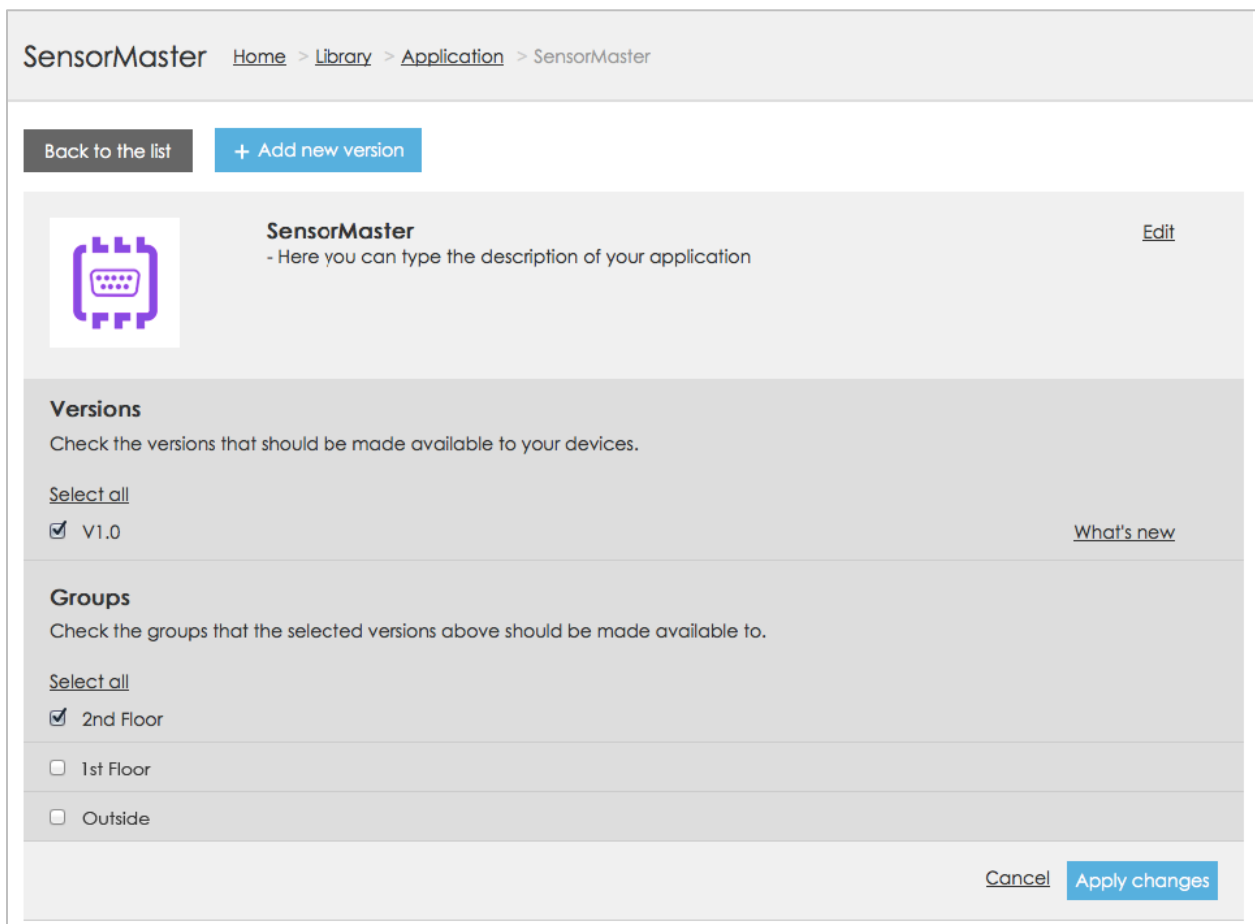 SensorMaster Home > Library > Application > SensorMaster
Back to the list + Add new version
SensorMaster Edit
- Here you can type the description of your application
Versions
Check the versions that should be made available to your devices.
Select all
V1.0 What's new
Groups
Check the groups that the selected versions above should be made available to.
Select all
2nd Floor
1st Floor
Outside
Cancel Apply changes